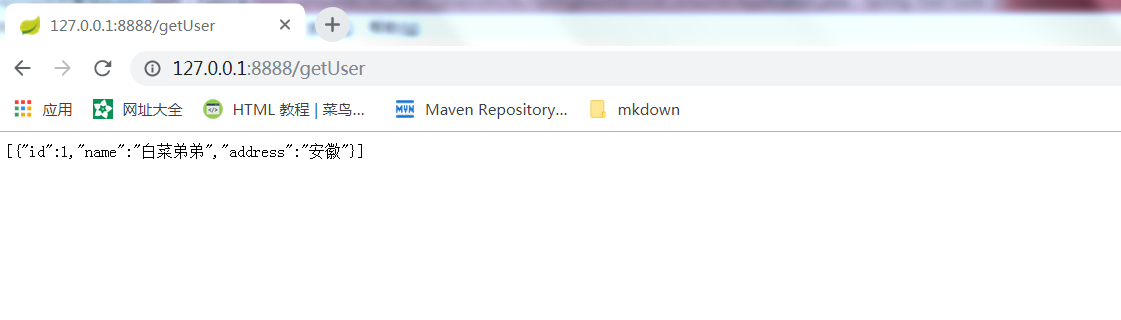 127.0.0.1:8888/getUser
127.0.0.1:8888/getUser
应用 网址大全 HTML 教程 | 菜鸟... Maven Repository... mkdown
[{"id":1,"name":"白菜弟弟","address":"安徽"}]